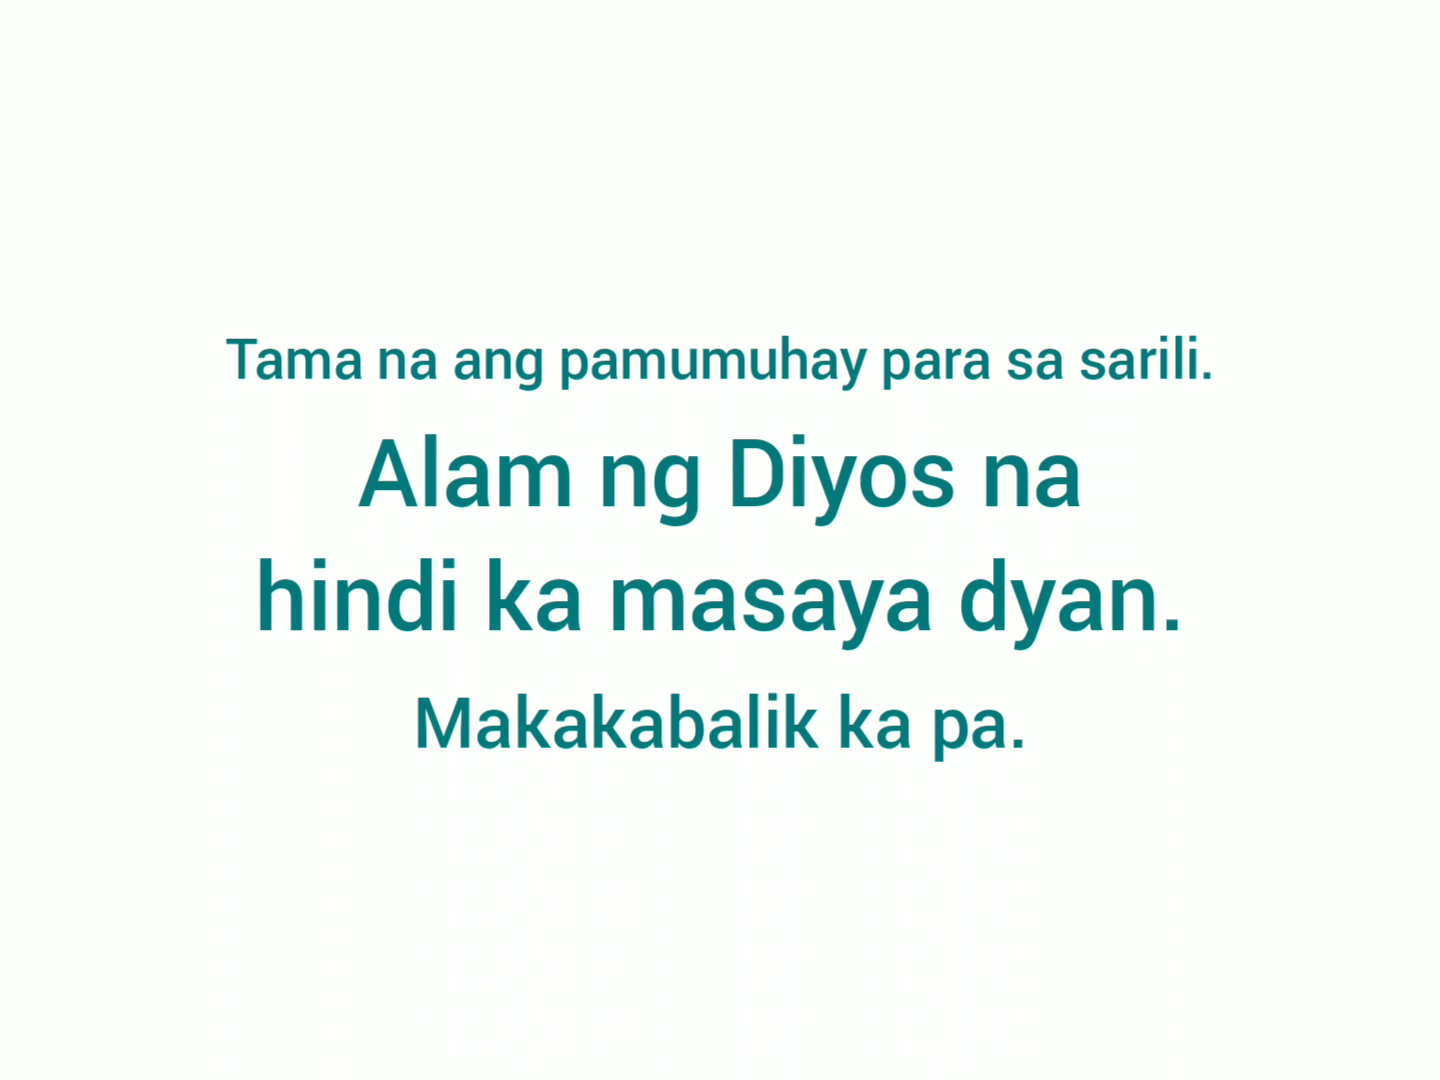 Tama na ang pamumuhay para sa sarili.
Alam ng Diyos na
hindi ka masaya dyan.
Makakabalik ka pa.